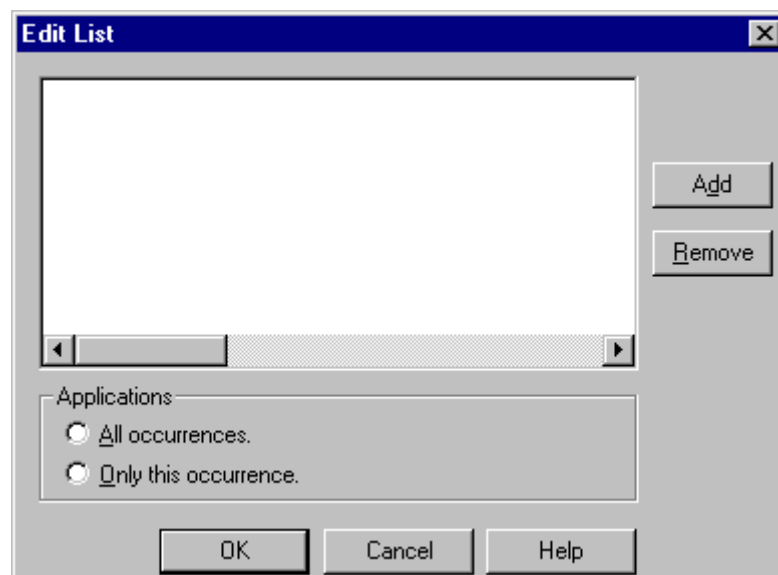 Edit List
Add
Remove
Applications
All occurrences.
Only this occurrence.
OK Cancel Help